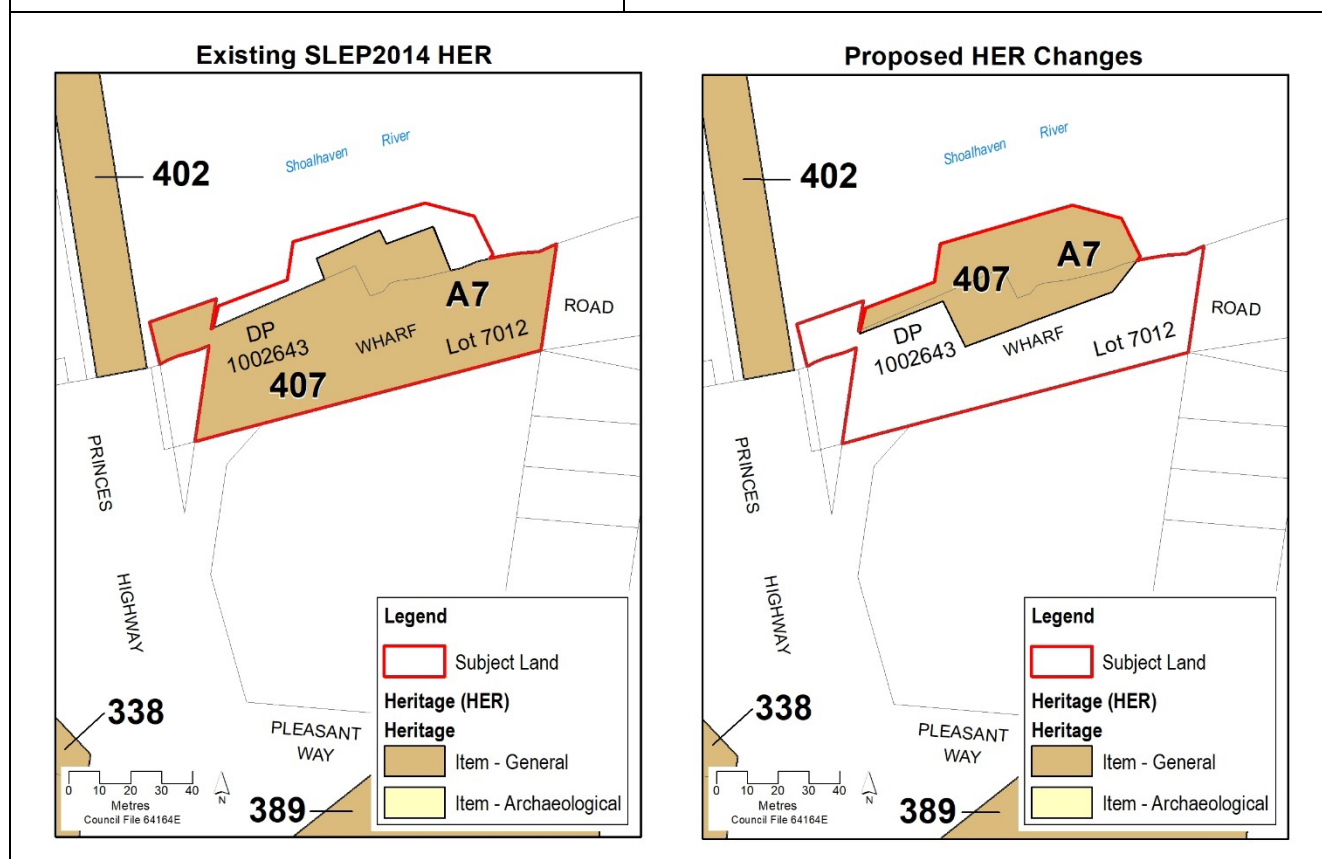 Existing SLEP2014 HER
402
Shoalhaven River
A7
ROAD
DP
1002643
WHARF
Lot 7012
407
PRINCES
HIGHWAY
338
PLEASANT
WAY
389
0 10 20 30 40
Metres
Council File 64164E
N
Legend
Subject Land
Heritage (HER)
Heritage
Item - General
Item - Archaeological
Proposed HER Changes
402
Shoalhaven River
A7
407
ROAD
DP
1002643
WHARF
Lot 7012
PRINCES
HIGHWAY
338
PLEASANT
WAY
389
0 10 20 30 40
Metres
Council File 64164E
N
Legend
Subject Land
Heritage (HER)
Heritage
Item - General
Item - Archaeological